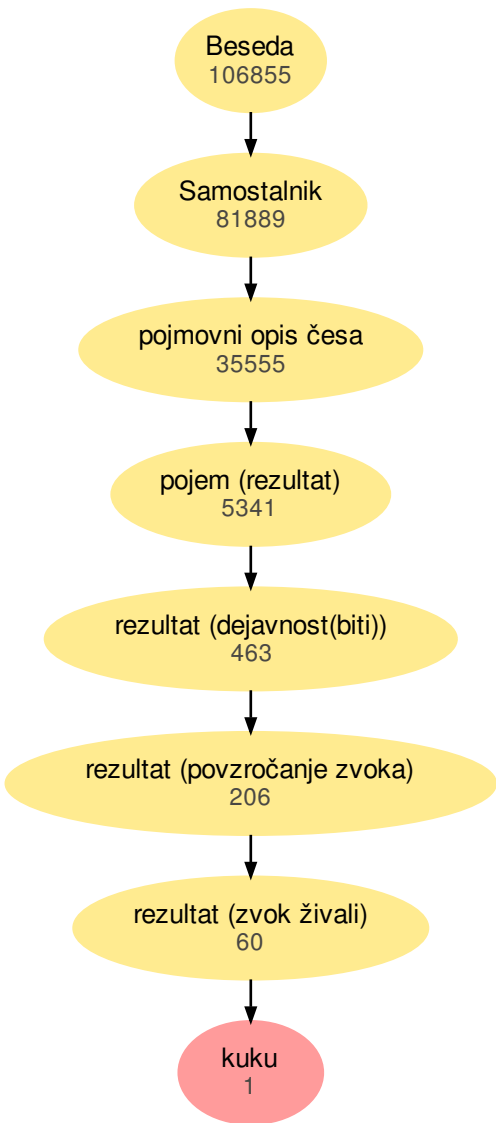 Beseda
106855
Samostalnik
81889
pojmovni opis česa
35555
pojem (rezultat)
5341
rezultat (dejavnost(biti))
463
rezultat (povzročanje zvoka)
206
rezultat (zvok živali)
60
kuku
1